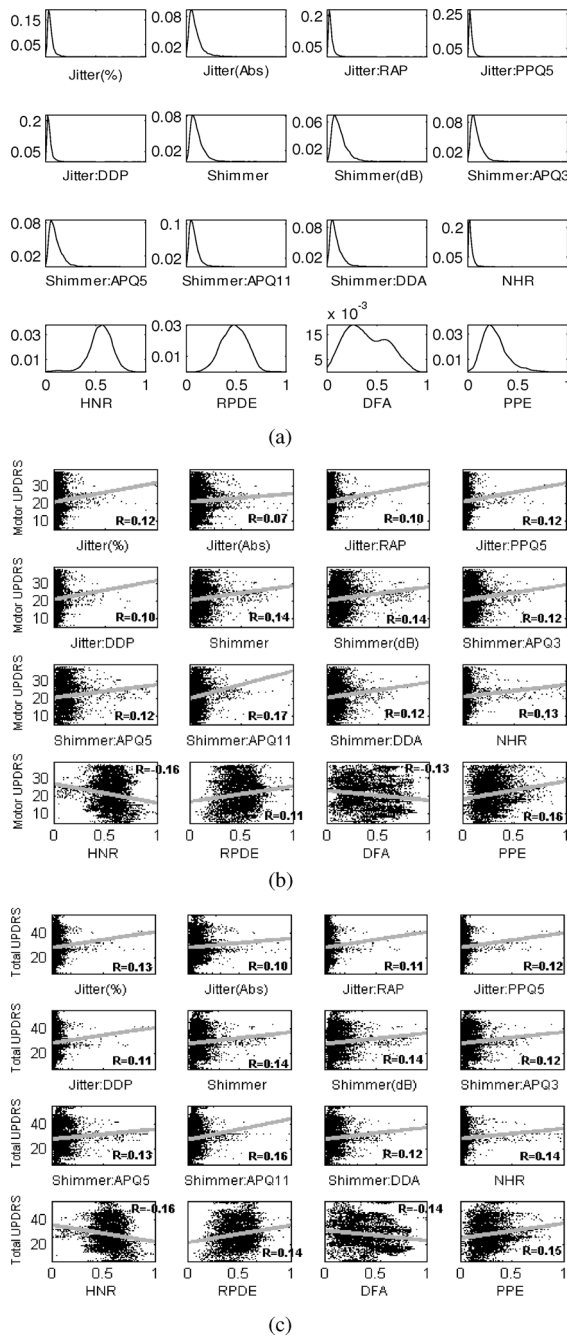 0.15
0.05
Jitter(%)
0.08
0.02
Jitter(Abs)
0.2
0.05
Jitter:RAP
0.25
0.05
Jitter:PPQ5
0.2
0.05
Jitter:DDP
0.08
0.02
Shimmer
0.06
0.02
Shimmer(dB)
0.08
0.02
Shimmer:APQ3
0.08
0.02
Shimmer:APQ5
0.1
0.02
Shimmer:APQ11
0.08
0.02
Shimmer:DDA
0.2
0.05
NHR
0.03
0.01
0 0.5 1
HNR
0.03
0.01
0 0.5 1
RPDE
x 10⁻³
15
5
0 0.5 1
DFA
0.03
0.01
0 0.5 1
PPE
(a)
Motor UPDRS
30
20
10
R=0.12
Jitter(%)
R=0.07
Jitter(Abs)
R=0.10
Jitter:RAP
R=0.12
Jitter:PPQ5
Motor UPDRS
30
20
10
R=0.10
Jitter:DDP
R=0.14
Shimmer
R=0.14
Shimmer(dB)
R=0.12
Shimmer:APQ3
Motor UPDRS
30
20
10
R=0.12
Shimmer:APQ5
R=0.17
Shimmer:APQ11
R=0.12
Shimmer:DDA
R=0.13
NHR
Motor UPDRS
30
20
10
R=-0.16
0 0.5 1
HNR
R=0.11
0 0.5 1
RPDE
R=-0.13
0 0.5 1
DFA
R=0.16
0 0.5 1
PPE
(b)
Total UPDRS
40
20
R=0.13
Jitter(%)
R=0.10
Jitter(Abs)
R=0.11
Jitter:RAP
R=0.12
Jitter:PPQ5
Total UPDRS
40
20
R=0.11
Jitter:DDP
R=0.14
Shimmer
R=0.14
Shimmer(dB)
R=0.12
Shimmer:APQ3
Total UPDRS
40
20
R=0.13
Shimmer:APQ5
R=0.16
Shimmer:APQ11
R=0.12
Shimmer:DDA
R=0.14
NHR
Total UPDRS
40
20
R=-0.16
0 0.5 1
HNR
R=0.14
0 0.5 1
RPDE
R=-0.14
0 0.5 1
DFA
R=0.15
0 0.5 1
PPE
(c)